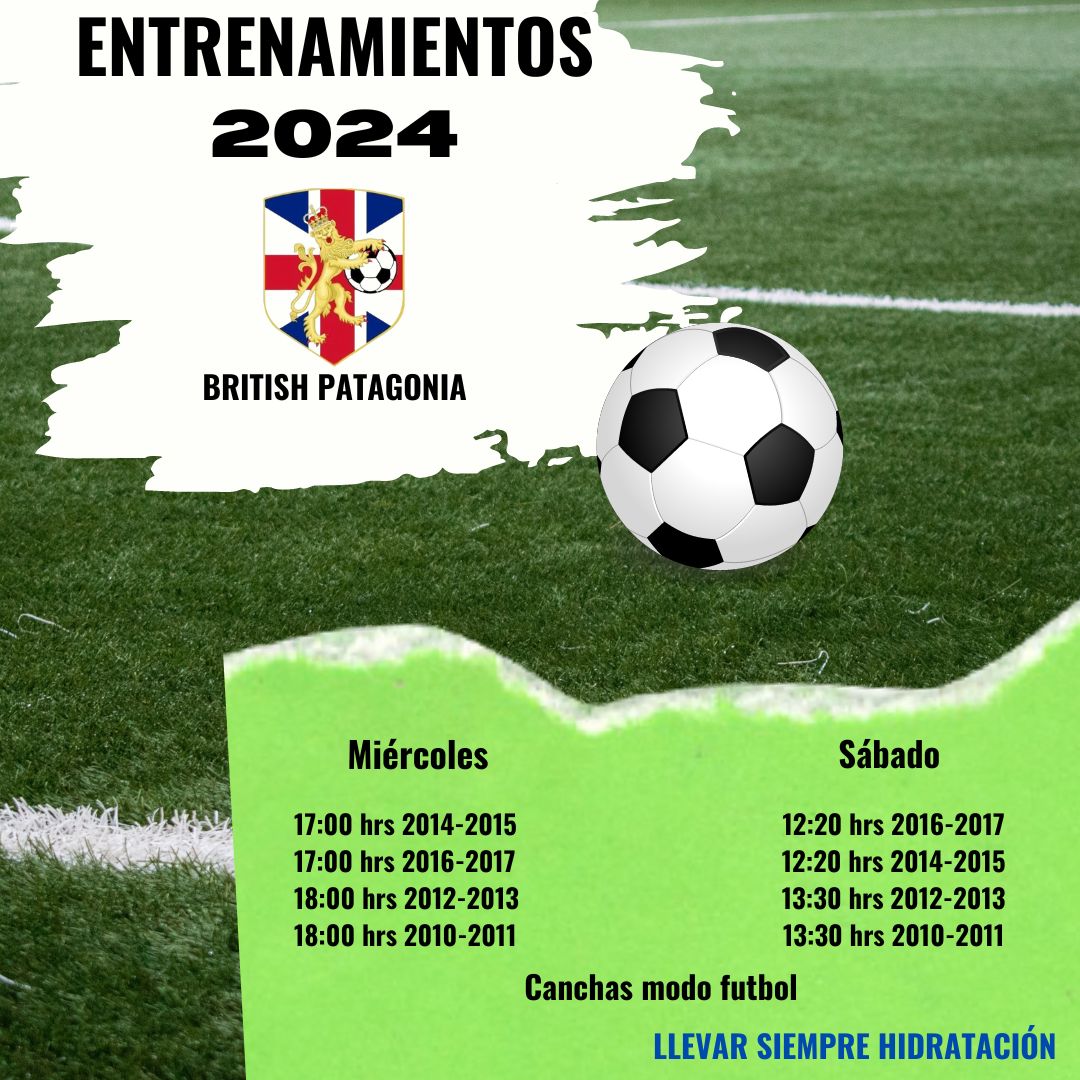 ENTRENAMIENTOS
2024
BRITISH PATAGONIA
Miércoles
17:00 hrs 2014-2015
17:00 hrs 2016-2017
18:00 hrs 2012-2013
18:00 hrs 2010-2011
Sábado
12:20 hrs 2016-2017
12:20 hrs 2014-2015
13:30 hrs 2012-2013
13:30 hrs 2010-2011
Canchas modo futbol
LLEVAR SIEMPRE HIDRATACIÓN